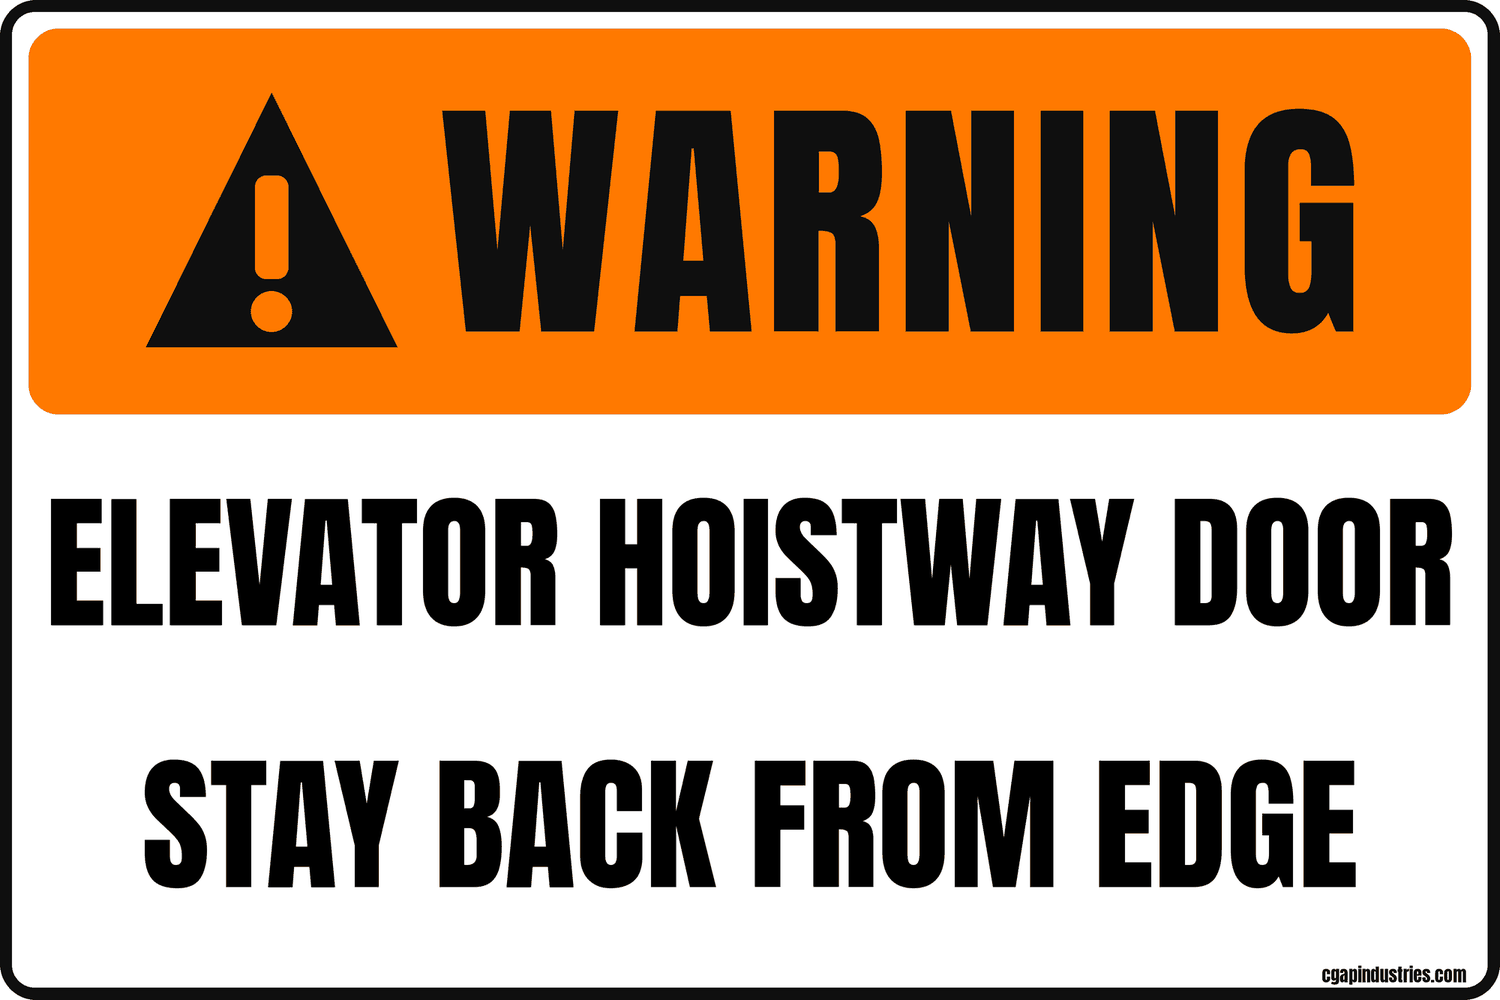 WARNING
ELEVATOR HOISTWAY DOOR
STAY BACK FROM EDGE
cgapindustries.com